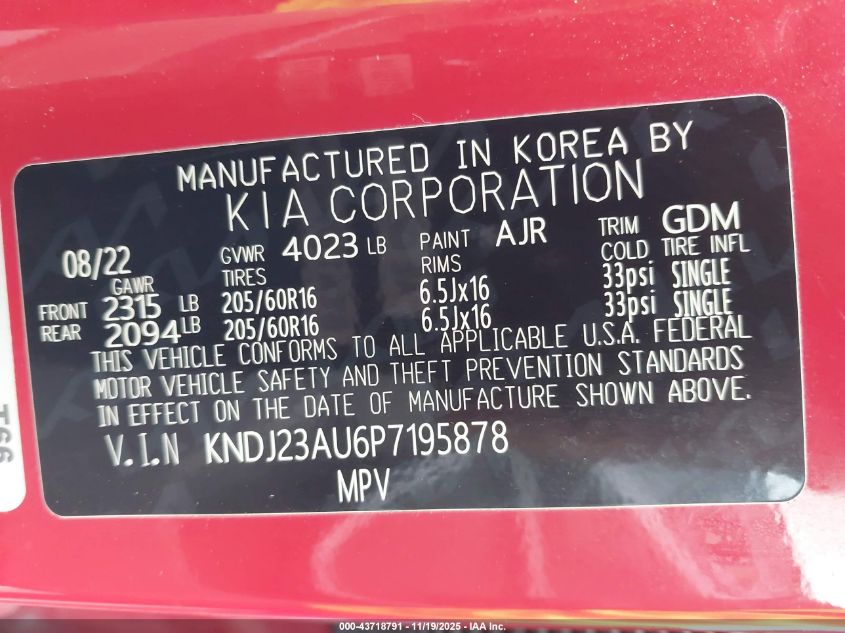 MANUFACTURED IN KOREA BY
KIA CORPORATION
08/22 GVWR 4023 LB PAINT AJR TRIM GDM
GAWR TIRES RIMS COLD TIRE INFL
FRONT 2315 LB 205/60R16 6.5Jx16 33psi SINGLE
REAR 2094 LB 205/60R16 6.5Jx16 33psi SINGLE
THIS VEHICLE CONFORMS TO ALL APPLICABLE U.S.A. FEDERAL
MOTOR VEHICLE SAFETY AND THEFT PREVENTION STANDARDS
IN EFFECT ON THE DATE OF MANUFACTURE SHOWN ABOVE.
V.I.N KNDJ23AU6P7195878
MPV
T66
000-43718791 - 11/19/2025 - IAA Inc.